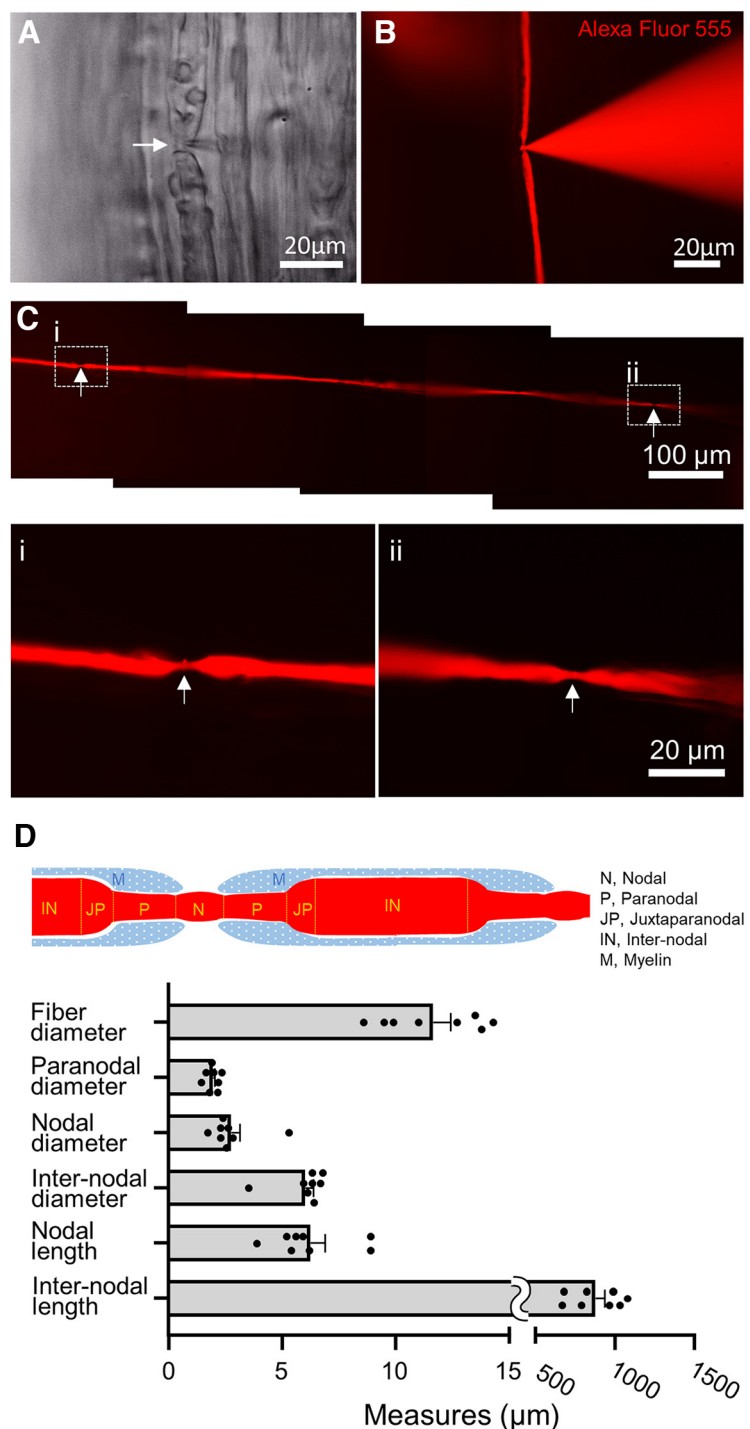 A
20μm
B
Alexa Fluor 555
20μm
C
i
ii
100 μm
i
ii
20 μm
D
M
M
IN
JP
P
N
P
JP
IN
N, Nodal
P, Paranodal
JP, Juxtaparanodal
IN, Inter-nodal
M, Myelin
Fiber
diameter
Paranodal
diameter
Nodal
diameter
Inter-nodal
diameter
Nodal
length
Inter-nodal
length
0 5 10 15 500 1000 1500
Measures (μm)